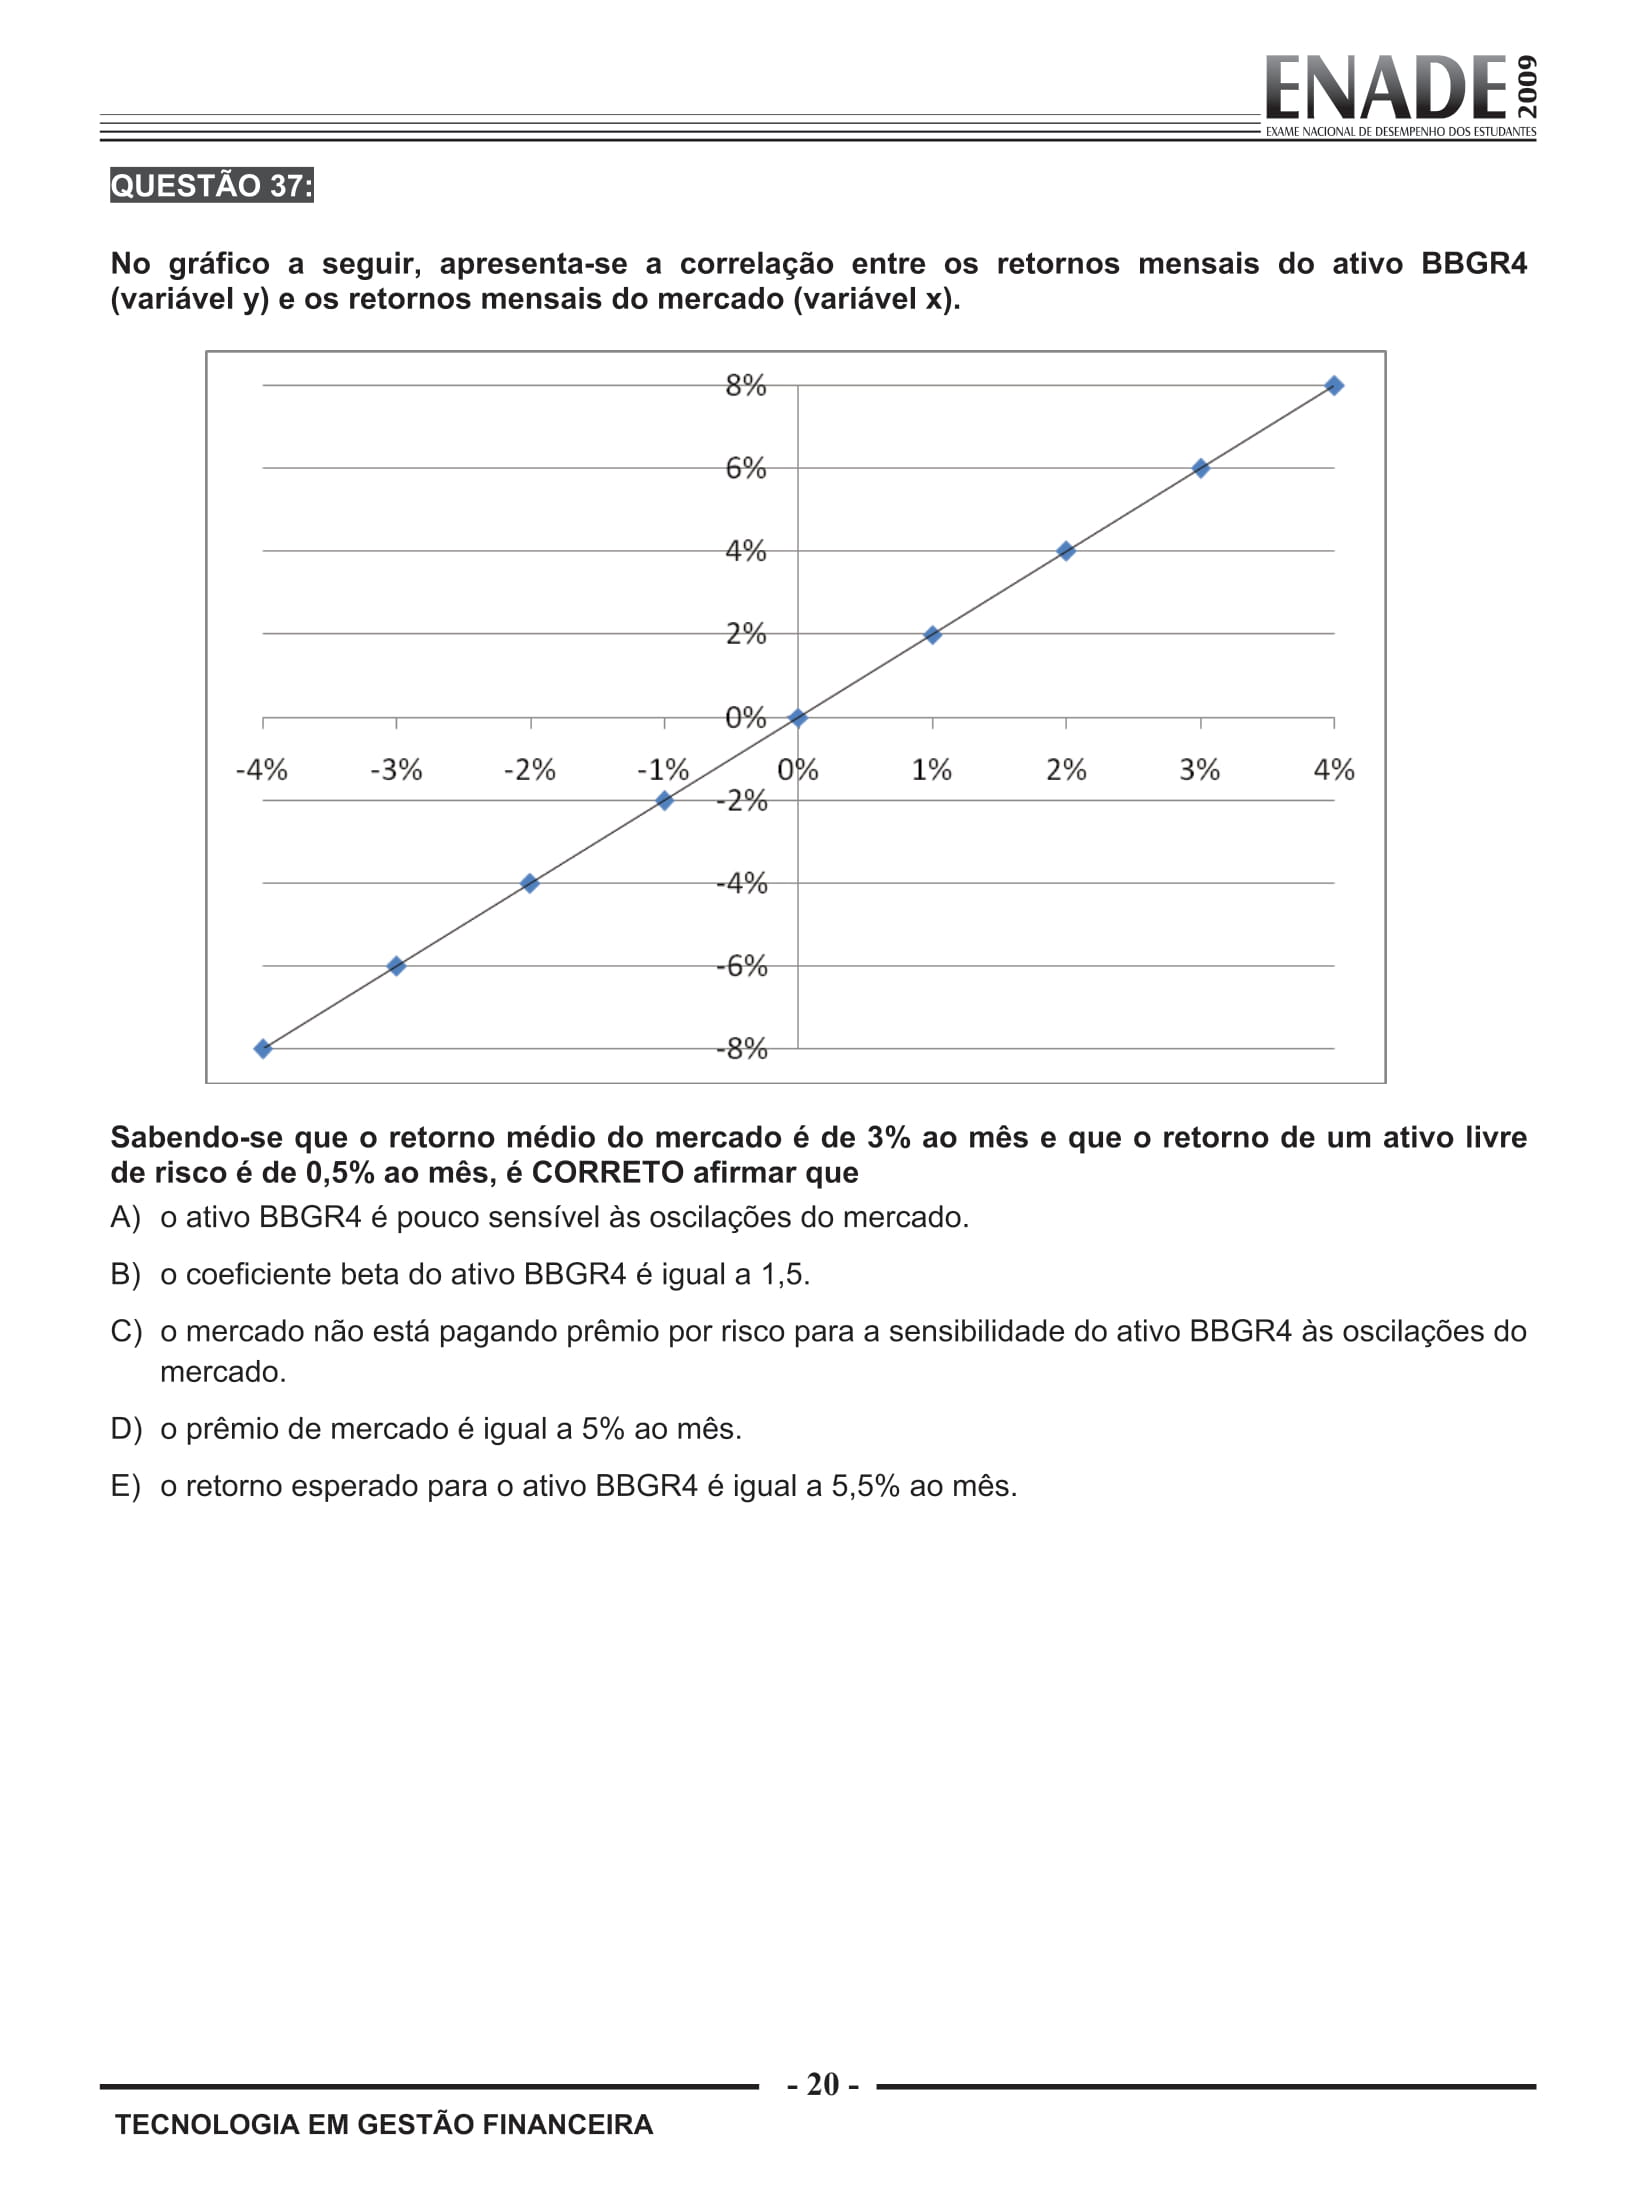 ENADE 2009
EXAME NACIONAL DE DESEMPENHO DOS ESTUDANTES
QUESTÃO 37:
No gráfico a seguir, apresenta-se a correlação entre os retornos mensais do ativo BBGR4
(variável y) e os retornos mensais do mercado (variável x).
8%
6%
4%
2%
0%
-4% -3% -2% -1% 0% 1% 2% 3% 4%
-2%
-4%
-6%
-8%
Sabendo-se que o retorno médio do mercado é de 3% ao mês e que o retorno de um ativo livre
de risco é de 0,5% ao mês, é CORRETO afirmar que
A) o ativo BBGR4 é pouco sensível às oscilações do mercado.
B) o coeficiente beta do ativo BBGR4 é igual a 1,5.
C) o mercado não está pagando prêmio por risco para a sensibilidade do ativo BBGR4 às oscilações do
mercado.
D) o prêmio de mercado é igual a 5% ao mês.
E) o retorno esperado para o ativo BBGR4 é igual a 5,5% ao mês.
- 20 -
TECNOLOGIA EM GESTÃO FINANCEIRA